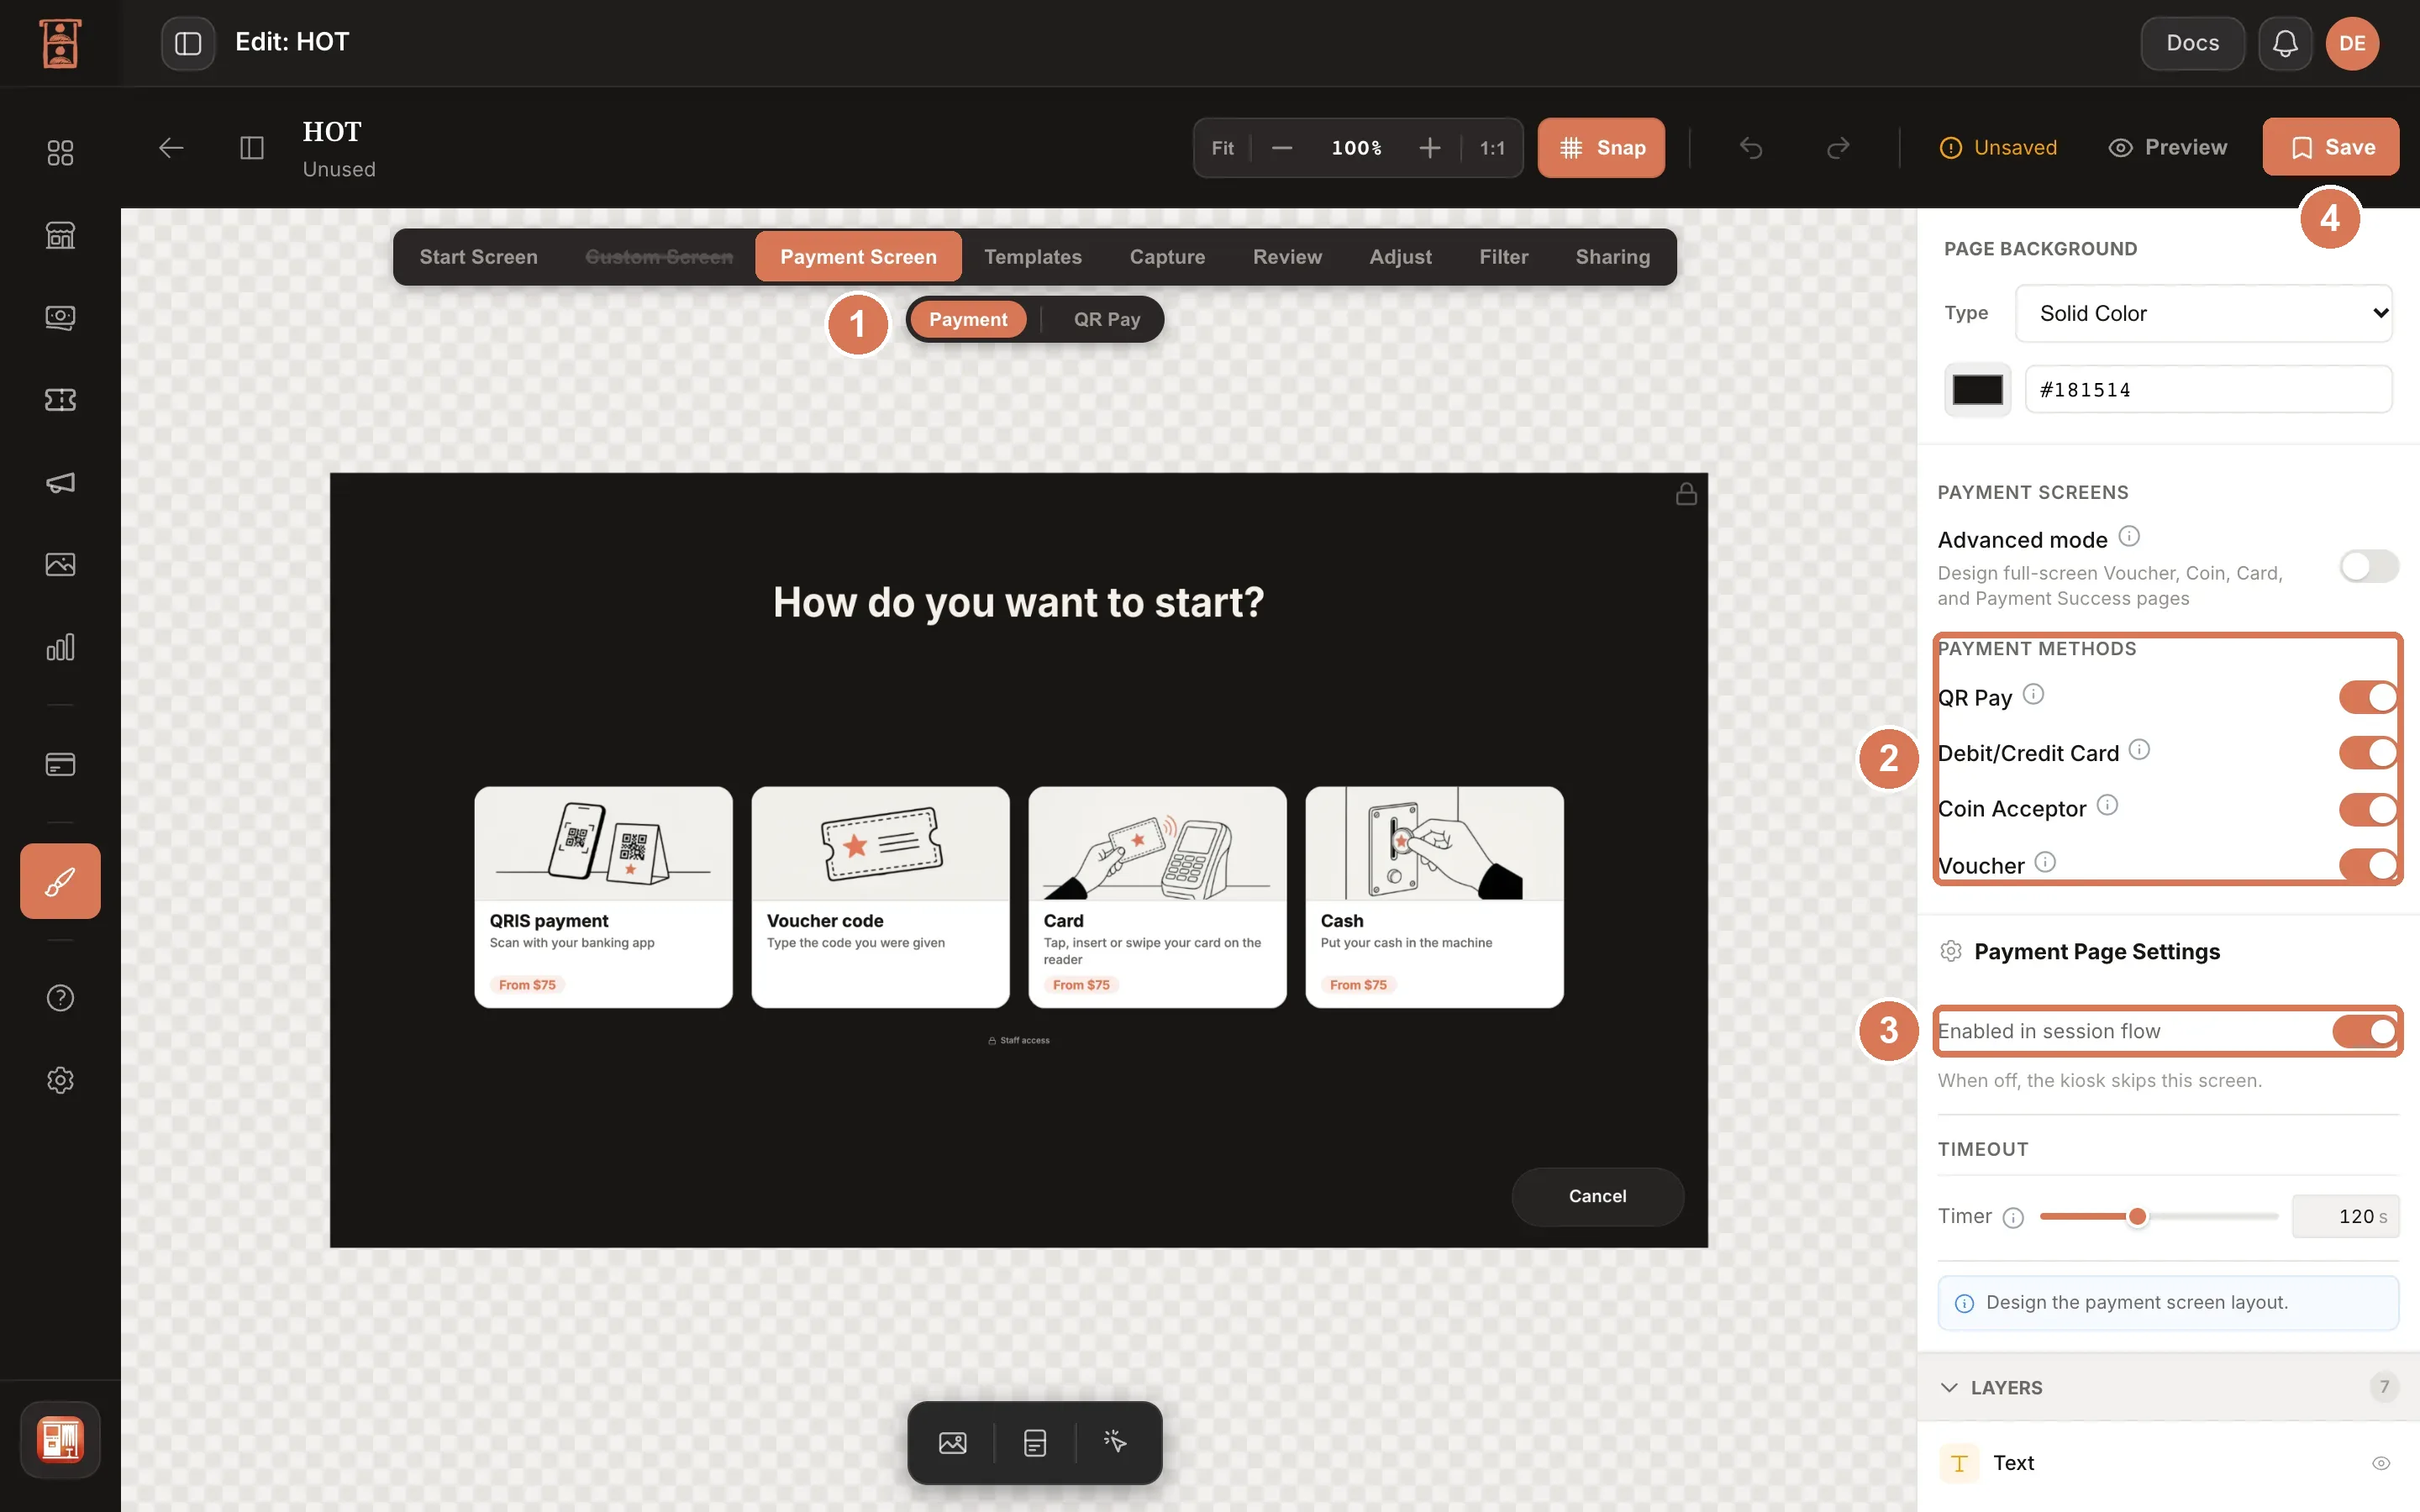 Edit: HOT
Docs
DE
HOT
Unused
Fit
100%
1:1
Snap
Unsaved
Preview
Save
4
Start Screen
Custom Screen
Payment Screen
Templates
Capture
Review
Adjust
Filter
Sharing
1
Payment
QR Pay
How do you want to start?
QRIS payment
Scan with your banking app
From $75
Voucher code
Type the code you were given
Card
Tap, insert or swipe your card on the
reader
From $75
Cash
Put your cash in the machine
From $75
Staff access
Cancel
PAGE BACKGROUND
Type
Solid Color
#181514
PAYMENT SCREENS
Advanced mode
Design full-screen Voucher, Coin, Card,
and Payment Success pages
PAYMENT METHODS
QR Pay
2
Debit/Credit Card
Coin Acceptor
Voucher
Payment Page Settings
3
Enabled in session flow
When off, the kiosk skips this screen.
TIMEOUT
Timer
120 s
Design the payment screen layout.
LAYERS
7
T
Text